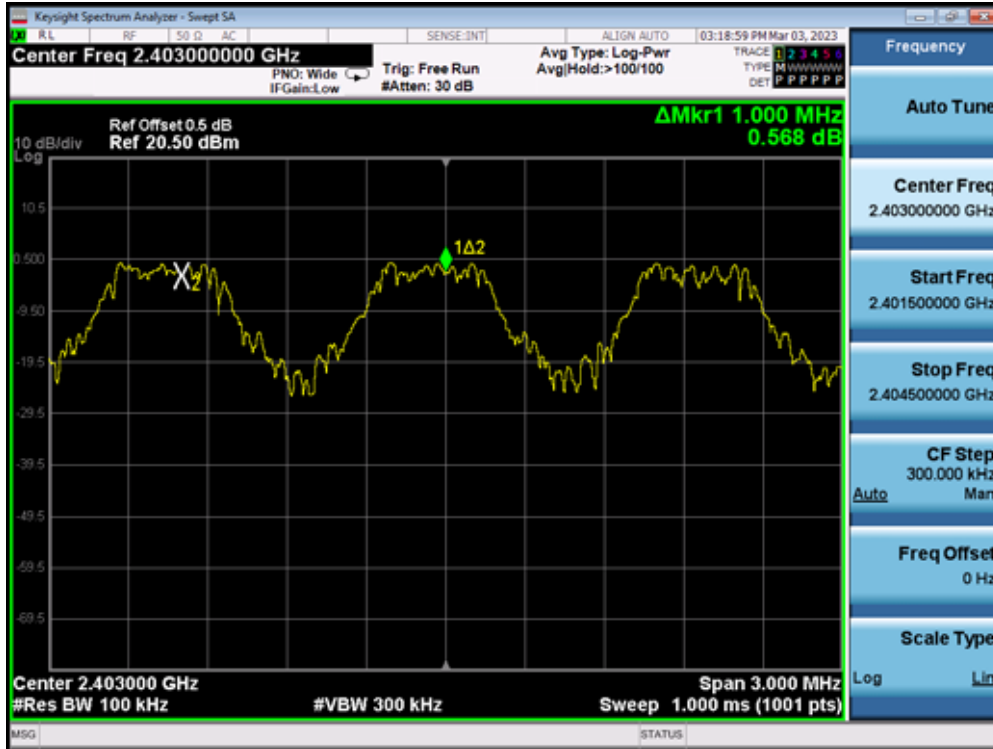 Keysight Spectrum Analyzer - Swept SA
RL RF 50 Ω AC SENSE:INT ALIGN AUTO 03:18:59 PM Mar 03, 2023
Center Freq 2.403000000 GHz
PNO: Wide
IFGain:Low
Trig: Free Run
#Atten: 30 dB
Avg Type: Log-Pwr
Avg|Hold:>100/100
TRACE 1 2 3 4 5 6
TYPE M W W W W W
DET P P P P P P
ΔMkr1 1.000 MHz
0.568 dB
Ref Offset 0.5 dB
10 dB/div Ref 20.50 dBm
Log
10.5
0.500
-9.50
-19.5
-29.5
-39.5
-49.5
-59.5
-69.5
1Δ2
X2
Center 2.403000 GHz Span 3.000 MHz
#Res BW 100 kHz #VBW 300 kHz Sweep 1.000 ms (1001 pts)
MSG STATUS
Frequency
Auto Tune
Center Freq
2.403000000 GHz
Start Freq
2.401500000 GHz
Stop Freq
2.404500000 GHz
CF Step
300.000 kHz
Auto Man
Freq Offset
0 Hz
Scale Type
Log Lin